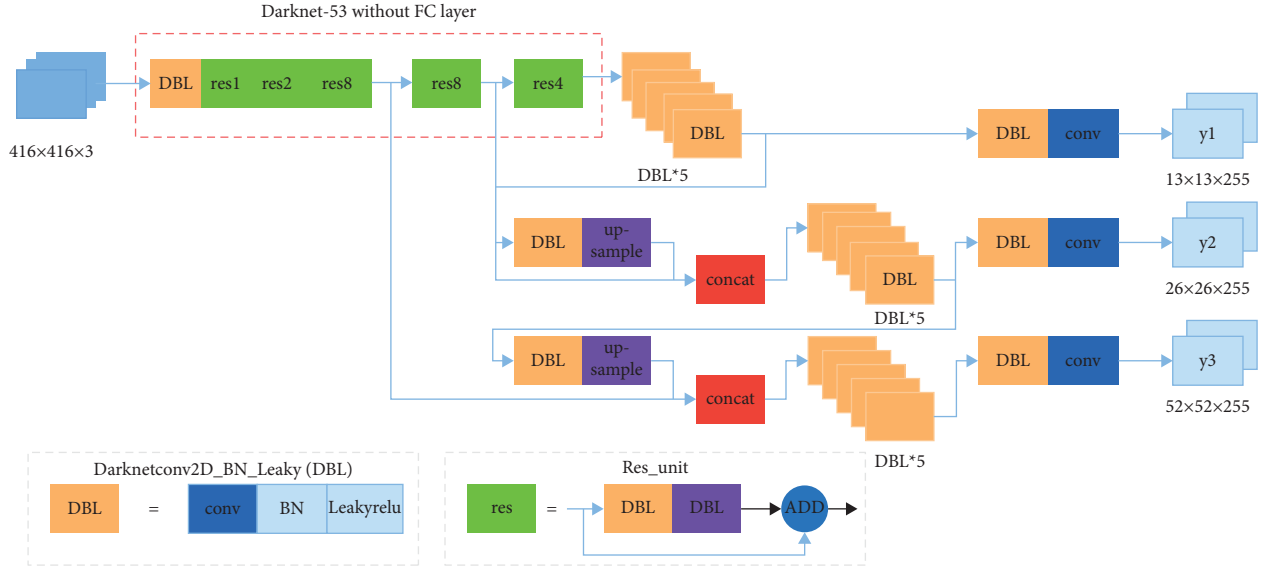 Darknet-53 without FC layer
DBL res1 res2 res8 res8 res4
DBL
DBL*5
416×416×3
DBL conv y1
13×13×255
DBL up-
sample
concat
DBL
DBL*5
DBL conv y2
26×26×255
DBL up-
sample
concat
DBL*5
DBL conv y3
52×52×255
Darknetconv2D_BN_Leaky (DBL)
DBL = conv BN Leakyrelu
Res_unit
res = DBL DBL ADD